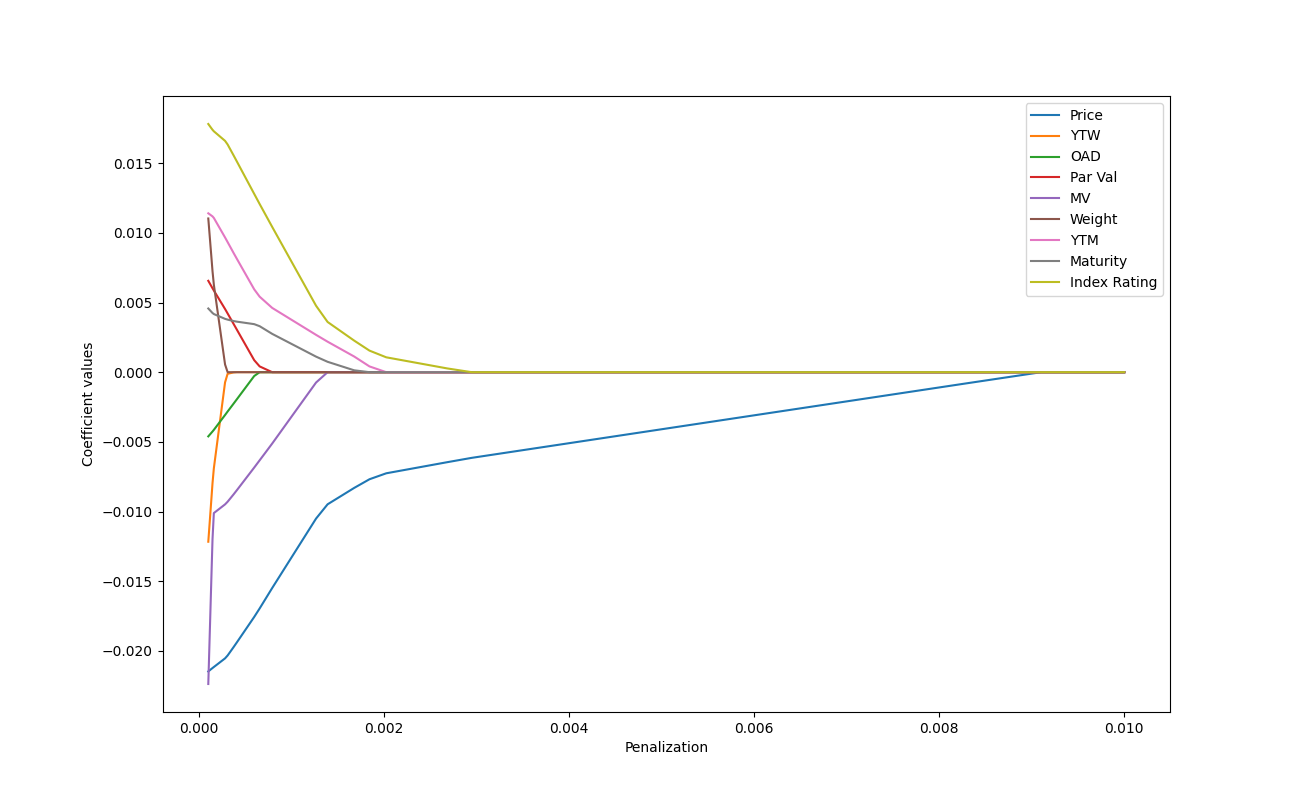 Price
YTW
OAD
Par Val
MV
Weight
YTM
Maturity
Index Rating
0.015
0.010
0.005
0.000
−0.005
−0.010
−0.015
−0.020
Coefficient values
0.000 0.002 0.004 0.006 0.008 0.010
Penalization